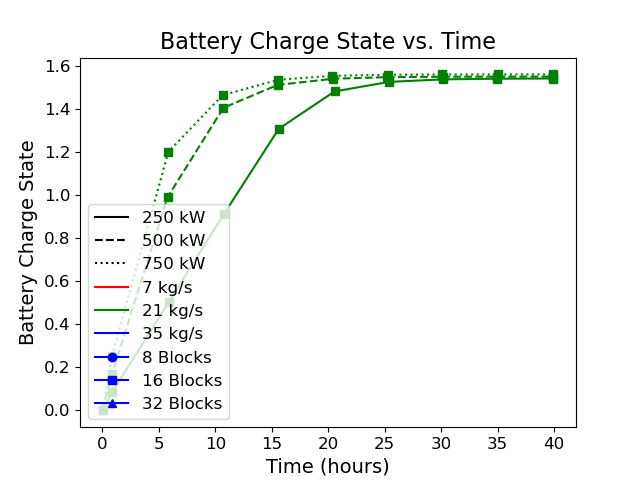 Battery Charge State vs. Time
Battery Charge State
1.6
1.4
1.2
1.0
0.8
0.6
0.4
0.2
0.0
250 kW
500 kW
750 kW
7 kg/s
21 kg/s
35 kg/s
8 Blocks
16 Blocks
32 Blocks
0 5 10 15 20 25 30 35 40
Time (hours)